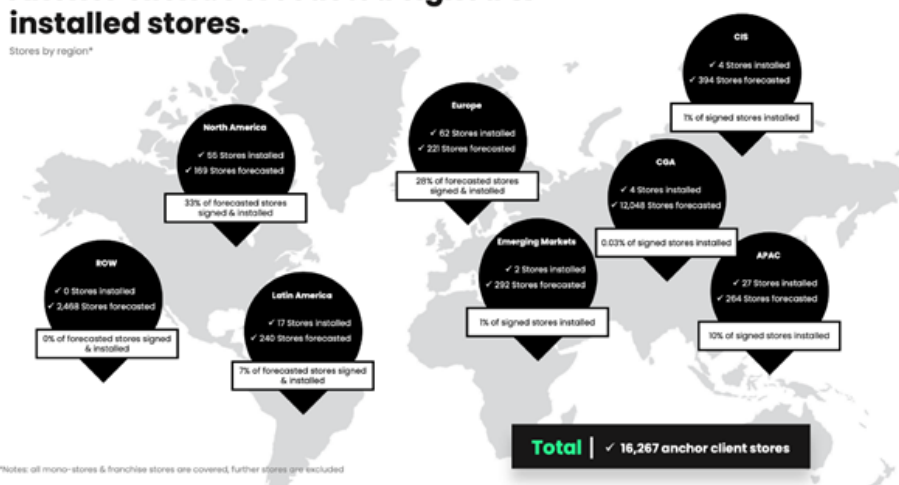 installed stores.
Stores by region*
CIS
✓ 4 Stores installed
✓ 394 Stores forecasted
1% of signed stores installed
Europe
✓ 62 Stores installed
✓ 221 Stores forecasted
28% of forecasted stores
signed & installed
North America
✓ 55 Stores installed
✓ 169 Stores forecasted
33% of forecasted stores
signed & installed
CGA
✓ 4 Stores installed
✓ 12,048 Stores forecasted
0.03% of signed stores installed
Emerging Markets
✓ 2 Stores installed
✓ 292 Stores forecasted
1% of signed stores installed
APAC
✓ 27 Stores installed
✓ 264 Stores forecasted
10% of signed stores installed
ROW
✓ 0 Stores installed
✓ 2,468 Stores forecasted
0% of forecasted stores signed
& installed
Latin America
✓ 17 Stores installed
✓ 240 Stores forecasted
7% of forecasted stores signed
& installed
Total | ✓ 16,267 anchor client stores
*Notes: all mono-stores & franchise stores are covered, further stores are excluded